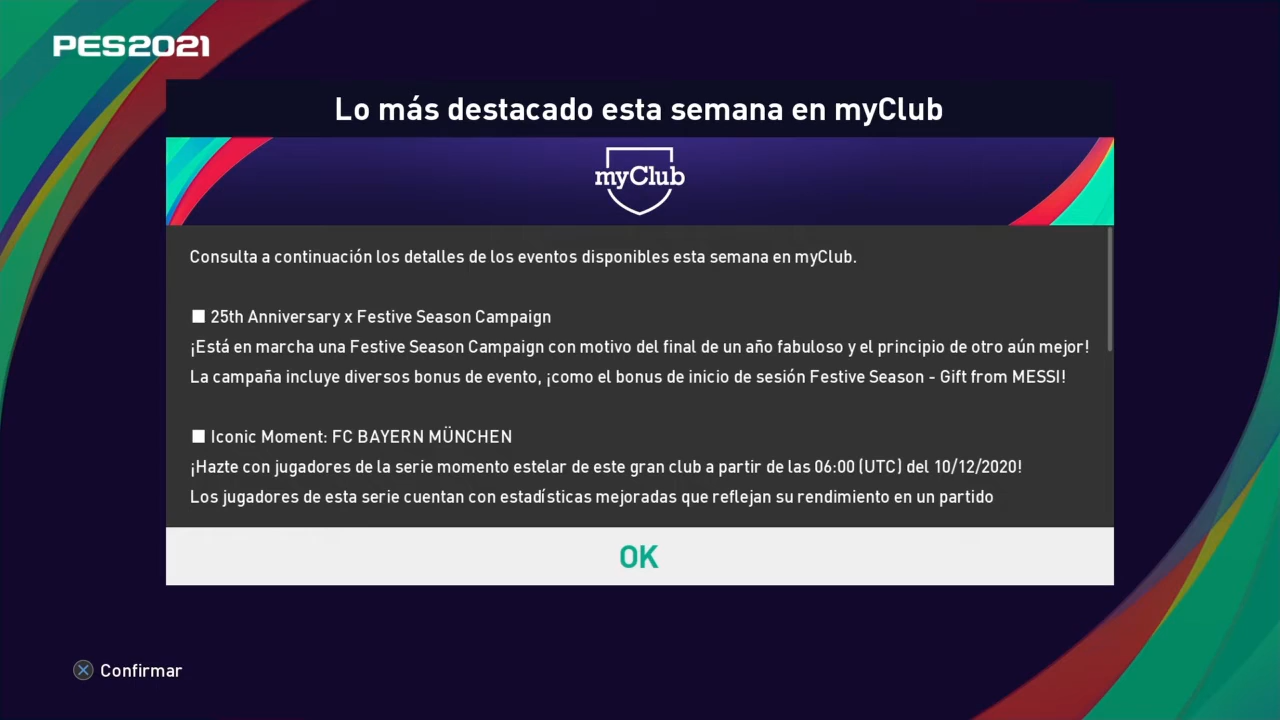 PES2021
Lo más destacado esta semana en myClub
myClub
Consulta a continuación los detalles de los eventos disponibles esta semana en myClub.
■ 25th Anniversary x Festive Season Campaign
¡Está en marcha una Festive Season Campaign con motivo del final de un año fabuloso y el principio de otro aún mejor!
La campaña incluye diversos bonus de evento, ¡como el bonus de inicio de sesión Festive Season - Gift from MESSI!
■ Iconic Moment: FC BAYERN MÜNCHEN
¡Hazte con jugadores de la serie momento estelar de este gran club a partir de las 06:00 (UTC) del 10/12/2020!
Los jugadores de esta serie cuentan con estadísticas mejoradas que reflejan su rendimiento en un partido
OK
Confirmar